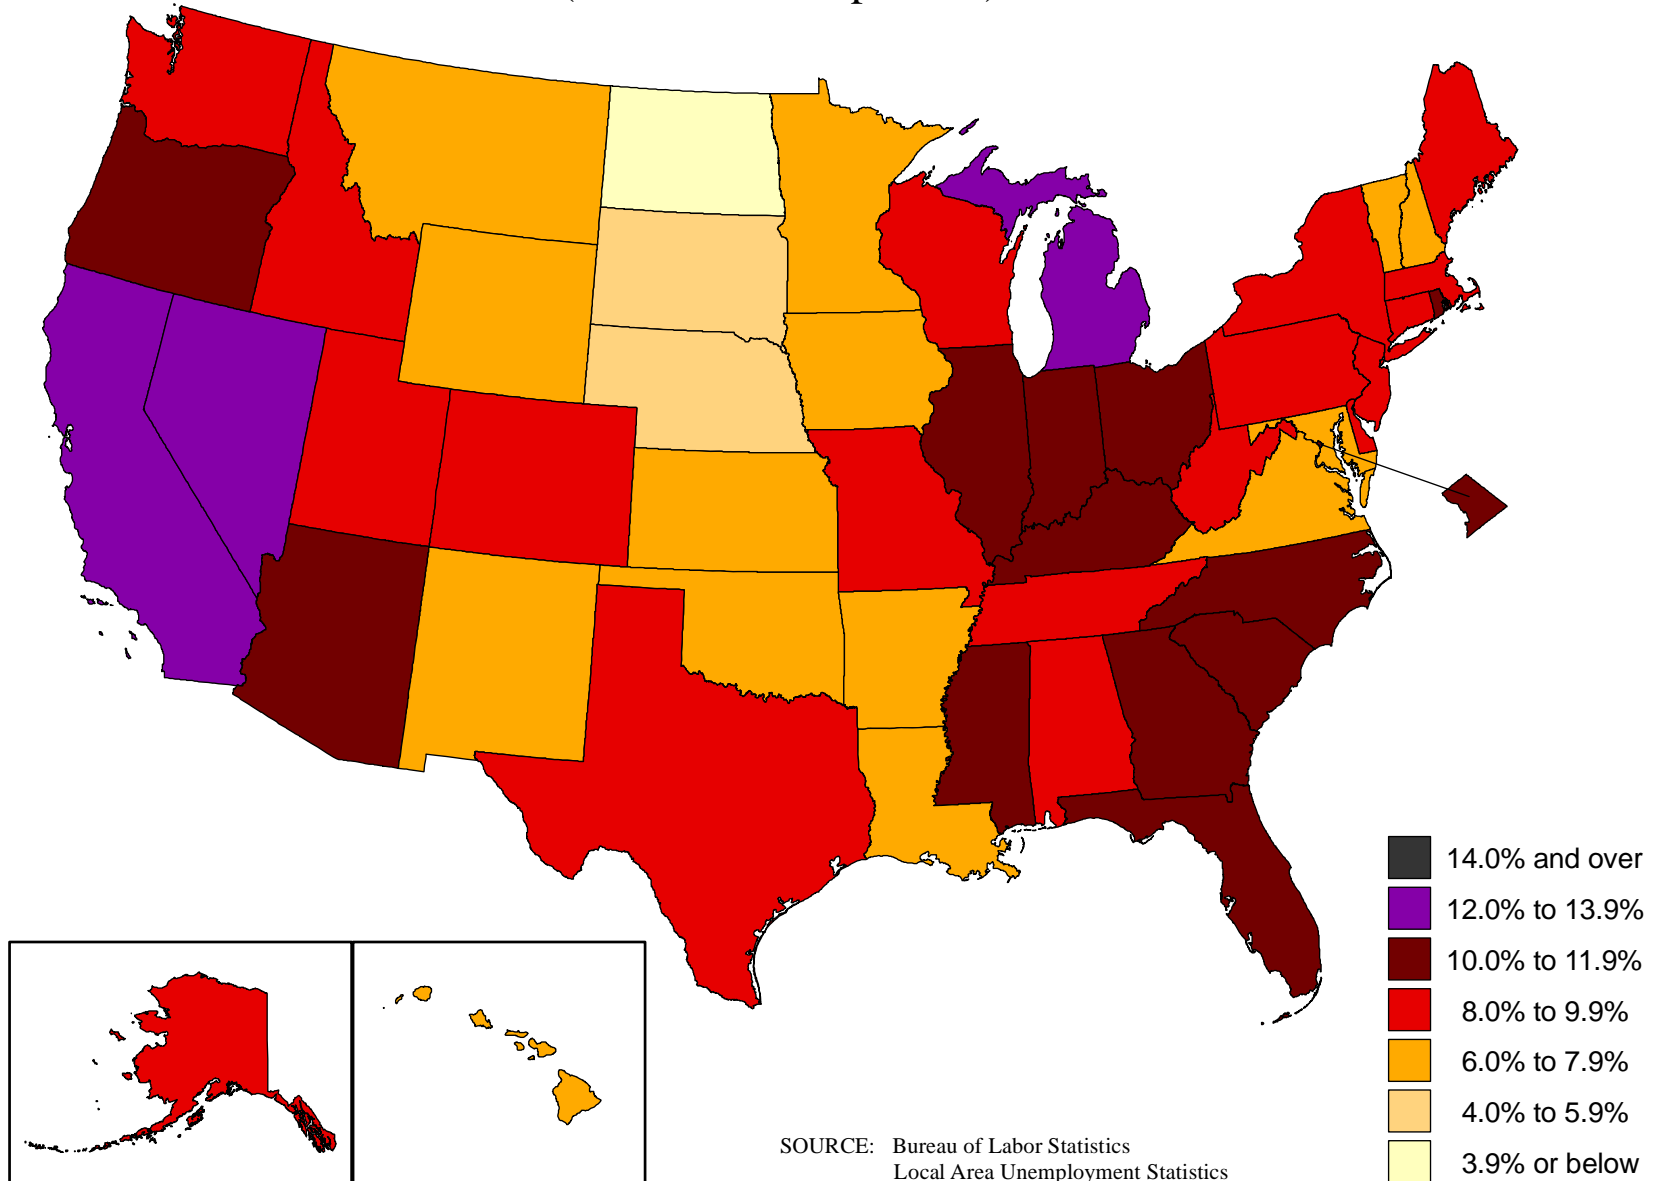 14.0% and over
12.0% to 13.9%
10.0% to 11.9%
8.0% to 9.9%
6.0% to 7.9%
4.0% to 5.9%
3.9% or below
SOURCE: Bureau of Labor Statistics
Local Area Unemployment Statistics